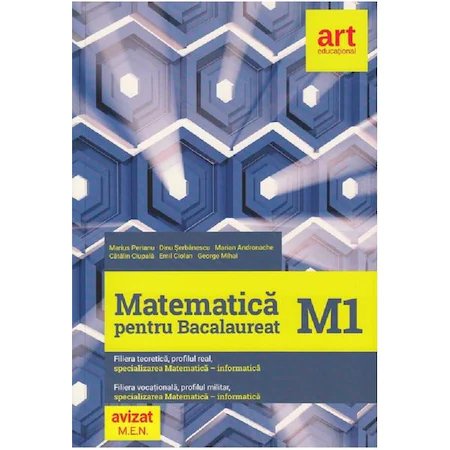 art
educațional
Marius Perianu Dinu Șerbănescu Marian Andronache
Cătălin Ciupală Emil Ciolan George Mihai
Matematică
pentru Bacalaureat
M1
Filiera teoretică, profilul real,
specializarea Matematică – informatică
Filiera vocațională, profilul militar,
specializarea Matematică – informatică
avizat
M.E.N.